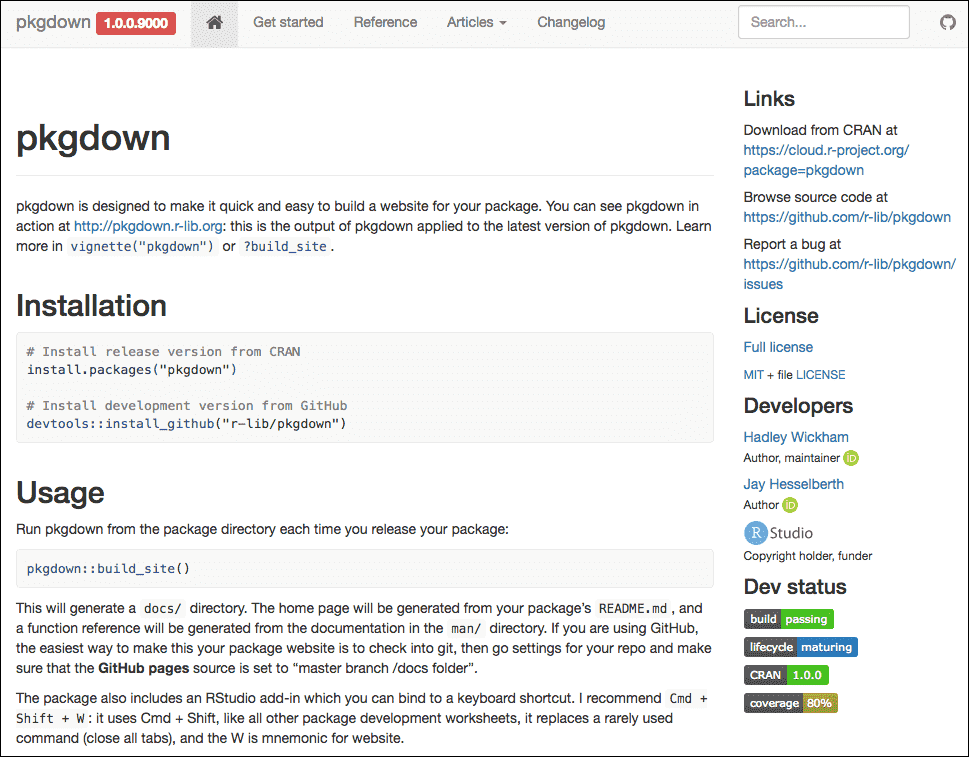 pkgdown 1.0.0.9000 Get started Reference Articles Changelog Search...
pkgdown
pkgdown is designed to make it quick and easy to build a website for your package. You can see pkgdown in
action at http://pkgdown.r-lib.org: this is the output of pkgdown applied to the latest version of pkgdown. Learn
more in vignette("pkgdown") or ?build_site.
Installation
# Install release version from CRAN
install.packages("pkgdown")
# Install development version from GitHub
devtools::install_github("r-lib/pkgdown")
Usage
Run pkgdown from the package directory each time you release your package:
pkgdown::build_site()
This will generate a docs/ directory. The home page will be generated from your package's README.md, and
a function reference will be generated from the documentation in the man/ directory. If you are using GitHub,
the easiest way to make this your package website is to check into git, then go settings for your repo and make
sure that the GitHub pages source is set to “master branch /docs folder”.
The package also includes an RStudio add-in which you can bind to a keyboard shortcut. I recommend Cmd +
Shift + W: it uses Cmd + Shift, like all other package development worksheets, it replaces a rarely used
command (close all tabs), and the W is mnemonic for website.
Links
Download from CRAN at
https://cloud.r-project.org/
package=pkgdown
Browse source code at
https://github.com/r-lib/pkgdown
Report a bug at
https://github.com/r-lib/pkgdown/
issues
License
Full license
MIT + file LICENSE
Developers
Hadley Wickham
Author, maintainer iD
Jay Hesselberth
Author iD
R Studio
Copyright holder, funder
Dev status
build passing
lifecycle maturing
CRAN 1.0.0
coverage 80%